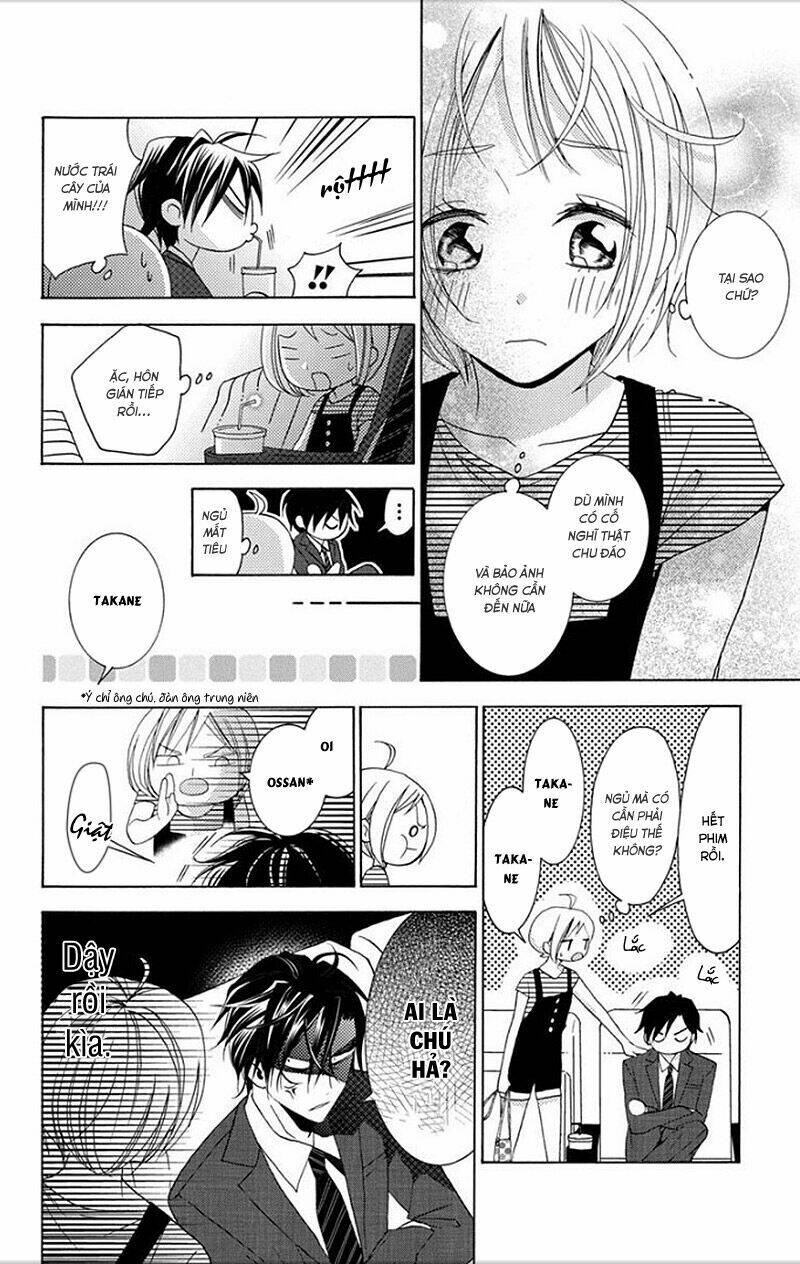 TẠI SAO
CHỨ?
DÙ MÌNH
CÓ CỐ
NGHĨ THẬT
CHU ĐÁO
VÀ BẢO ẢNH
KHÔNG CẦN
ĐẾN NỮA
NƯỚC TRÁI
CÂY CỦA
MÌNH!!!
rộtttt
!!
ẶC, HÔN
GIÁN TIẾP
RỒI...
...
NGỦ
MẤT
TIÊU
TAKANE
HẾT
PHIM
RỒI.
NGỦ MÀ CÓ
CẦN PHẢI
ĐIỆU THẾ
KHÔNG?
TAKA-
NE
TAKA-
NE
Lắc
Lắc
*Ý chỉ ông chú, đàn ông trung niên
OI
OSSAN*
Giật
AI LÀ
CHÚ
HẢ?
Dậy
rồi
kìa.